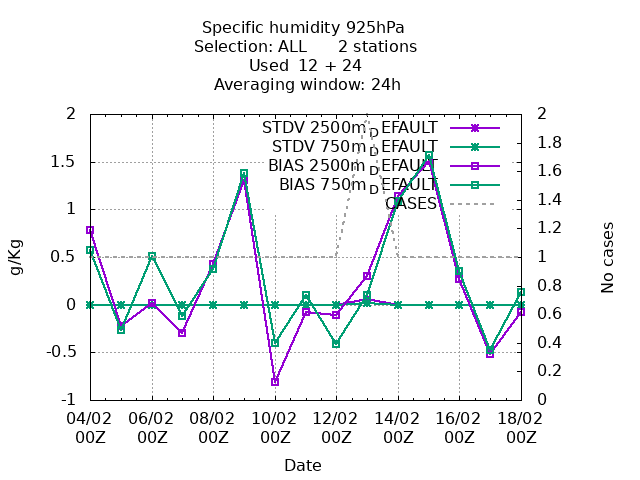 Specific humidity 925hPa
Selection: ALL 2 stations
Used 12 + 24
Averaging window: 24h
STDV 2500m_DEFAULT
STDV 750m_DEFAULT
BIAS 2500m_DEFAULT
BIAS 750m_DEFAULT
CASES
2
1.5
1
0.5
0
-0.5
-1
2
1.8
1.6
1.4
1.2
1
0.8
0.6
0.4
0.2
0
g/Kg
No cases
04/02 06/02 08/02 10/02 12/02 14/02 16/02 18/02
00Z 00Z 00Z 00Z 00Z 00Z 00Z 00Z
Date